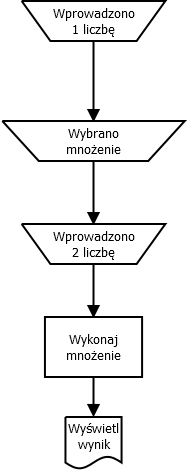 Wprowadzono
1 liczbę
Wybrano
mnożenie
Wprowadzono
2 liczbę
Wykonaj
mnożenie
Wyświetl
wynik